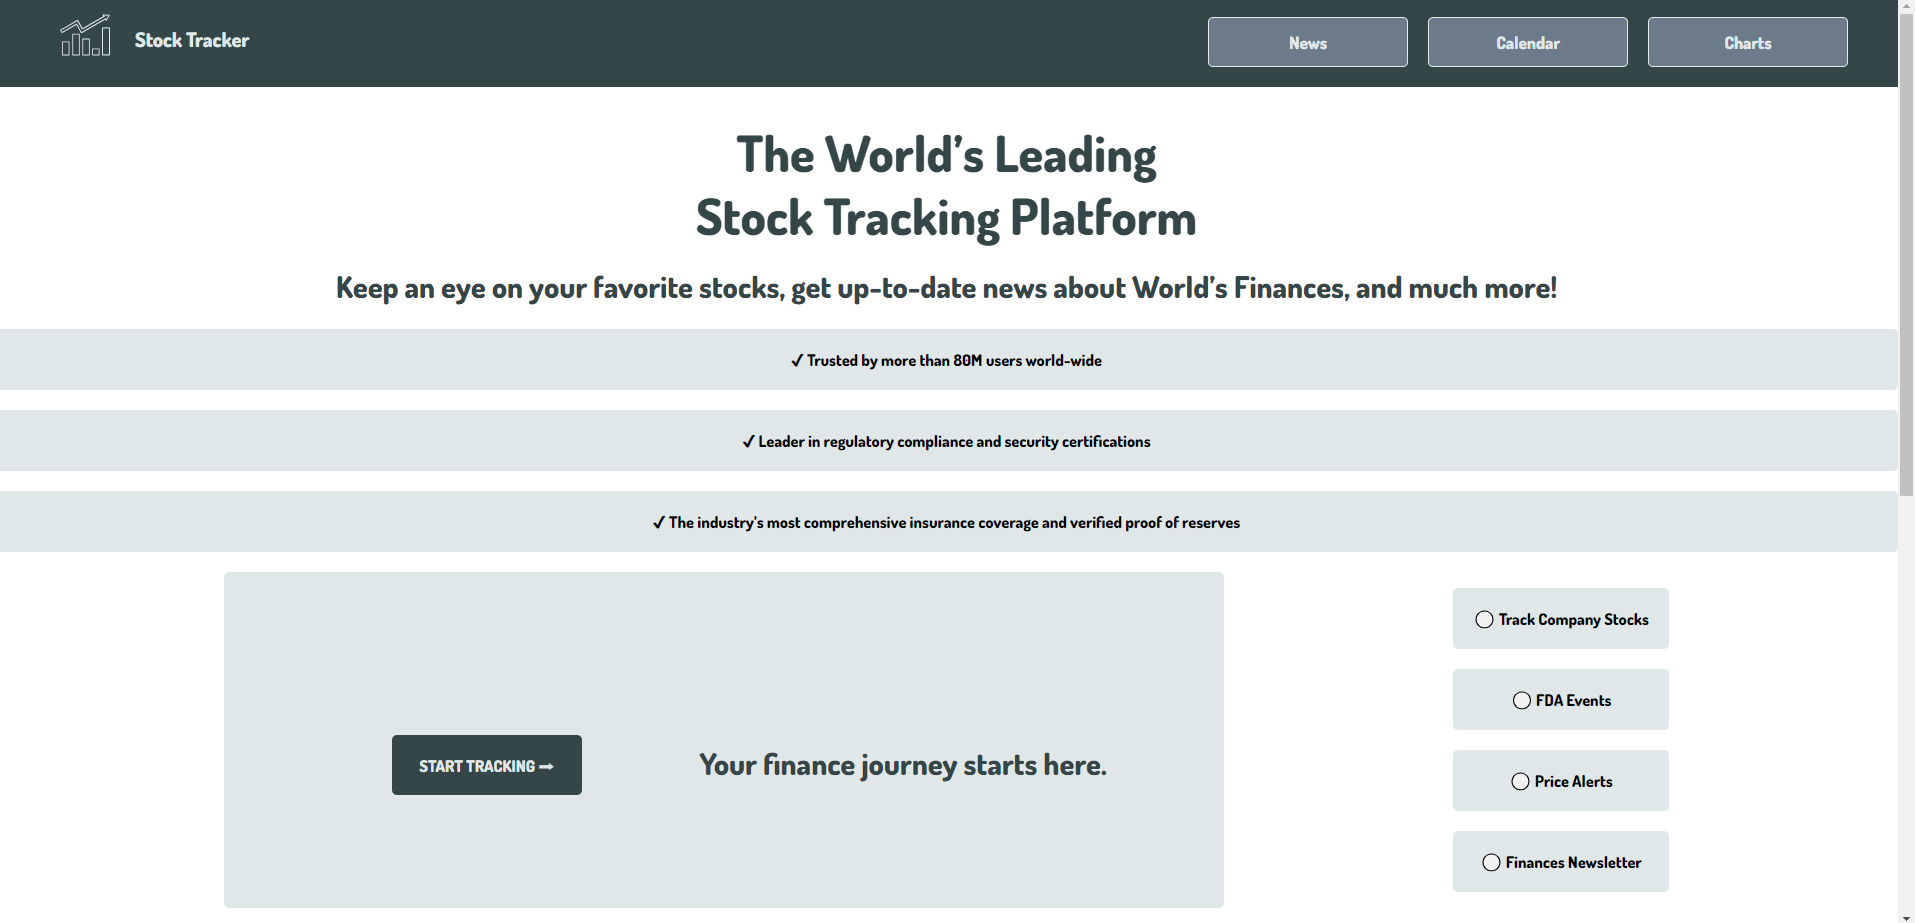 Stock Tracker
News
Calendar
Charts
The World’s Leading
Stock Tracking Platform
Keep an eye on your favorite stocks, get up-to-date news about World’s Finances, and much more!
✓ Trusted by more than 80M users world-wide
✓ Leader in regulatory compliance and security certifications
✓ The industry’s most comprehensive insurance coverage and verified proof of reserves
START TRACKING ➞
Your finance journey starts here.
◯ Track Company Stocks
◯ FDA Events
◯ Price Alerts
◯ Finances Newsletter